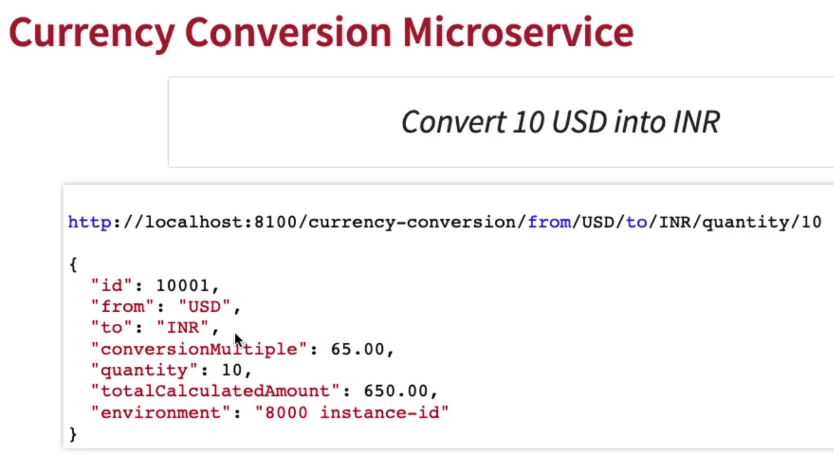 Currency Conversion Microservice
Convert 10 USD into INR
http://localhost:8100/currency-conversion/from/USD/to/INR/quantity/10
{
"id": 10001,
"from": "USD",
"to": "INR",
"conversionMultiple": 65.00,
"quantity": 10,
"totalCalculatedAmount": 650.00,
"environment": "8000 instance-id"
}